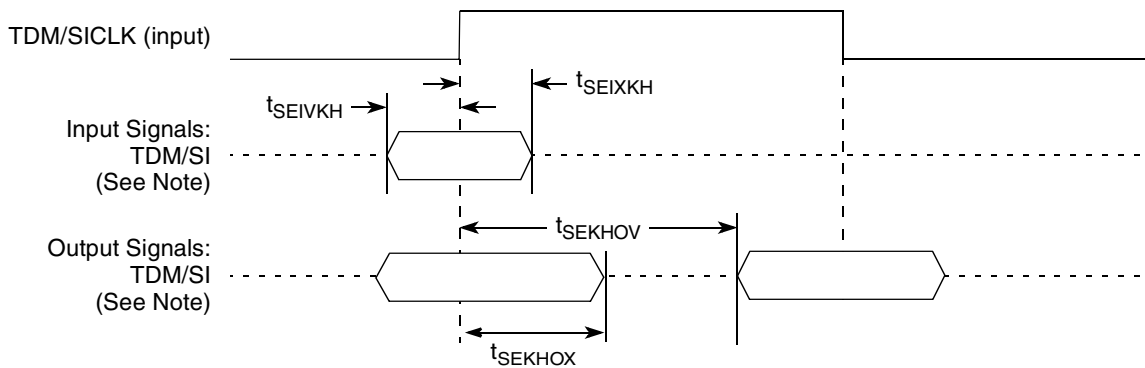 TDM/SICLK (input)
tSEIXKH
tSEIVKH
Input Signals:
TDM/SI
(See Note)
tSEKHOV
Output Signals:
TDM/SI
(See Note)
tSEKHOX